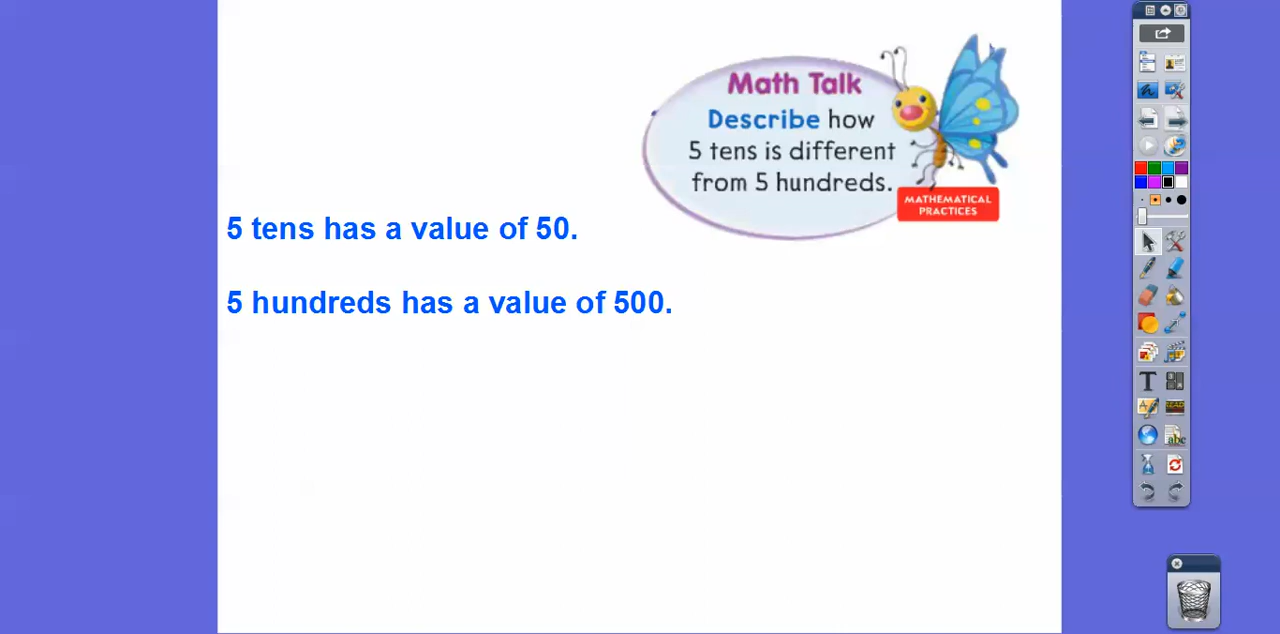 Math Talk
Describe how
5 tens is different
from 5 hundreds.
MATHEMATICAL
PRACTICES
5 tens has a value of 50.
5 hundreds has a value of 500.